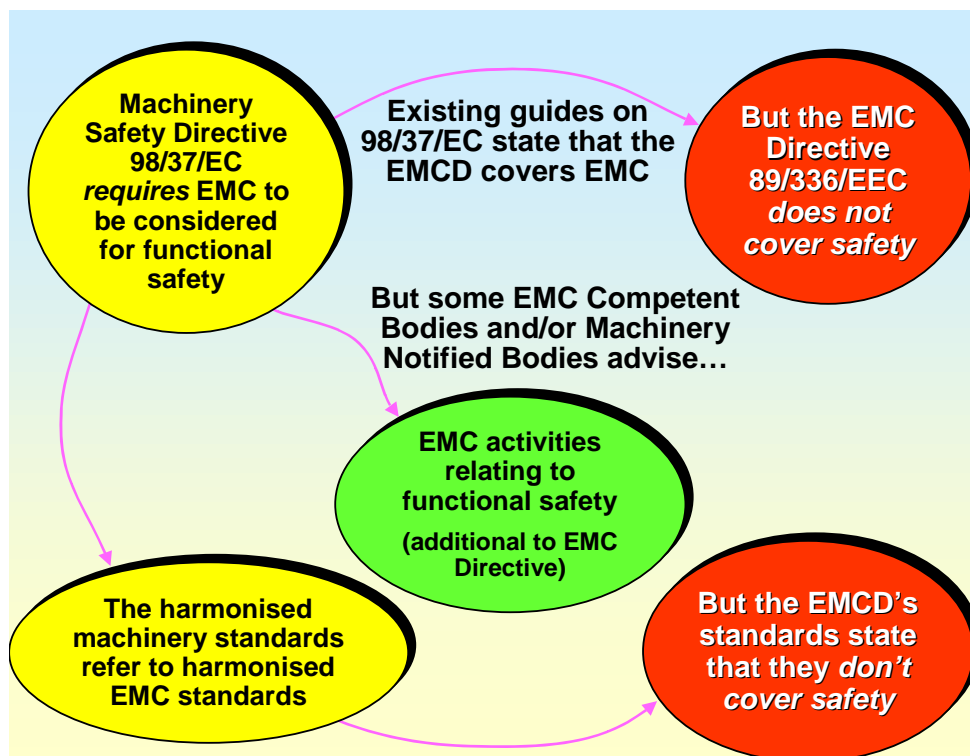 Machinery
Safety Directive
98/37/EC
requires EMC to
be considered
for functional
safety
Existing guides on
98/37/EC state that the
EMCD covers EMC
But the EMC
Directive
89/336/EEC
does not
cover safety
But some EMC Competent
Bodies and/or Machinery
Notified Bodies advise…
EMC activities
relating to
functional safety
(additional to EMC
Directive)
The harmonised
machinery standards
refer to harmonised
EMC standards
But the EMCD’s
standards state
that they don’t
cover safety